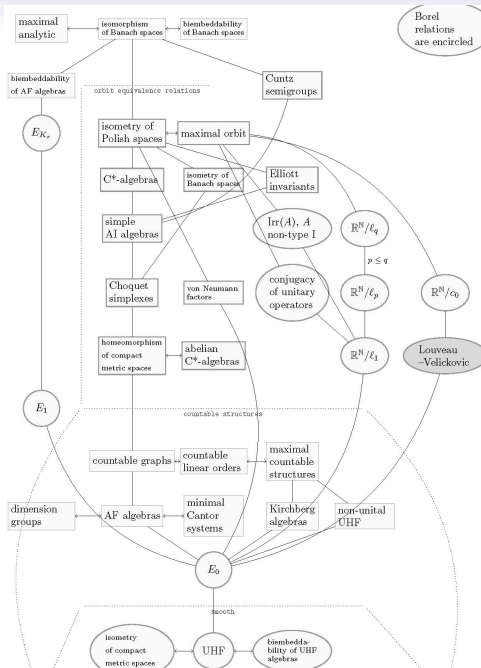 maximal
analytic
isomorphism
of Banach spaces
biembeddability
of Banach spaces
Borel
relations
are encircled
biembeddability
of AF algebras
Cuntz
semigroups
orbit equivalence relations
E_{K_σ}
isometry of
Polish spaces
maximal orbit
C*-algebras
isometry of
Banach spaces
Elliott
invariants
simple
AI algebras
Irr(A), A
non-type I
ℝ^ℕ/ℓ_q
p ≤ q
Choquet
simplexes
von Neumann
factors
conjugacy
of unitary
operators
ℝ^ℕ/ℓ_p
ℝ^ℕ/c_0
homeomorphism
of compact
metric spaces
abelian
C*-algebras
ℝ^ℕ/ℓ_1
Louveau
–Velickovic
E_1
countable structures
countable graphs
countable
linear orders
maximal
countable
structures
dimension
groups
AF algebras
minimal
Cantor
systems
Kirchberg
algebras
non-unital
UHF
E_0
smooth
isometry
of compact
metric spaces
UHF
biembedda-
bility of UHF
algebras